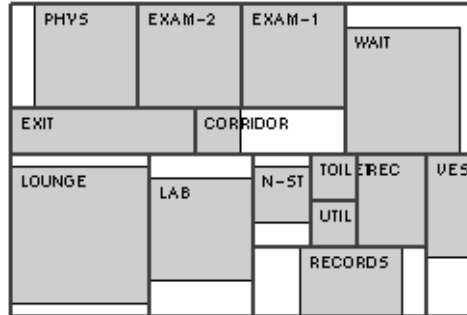 PHYS
EXAM-2
EXAM-1
WAIT
EXIT
CORRIDOR
LOUNGE
LAB
N-ST
TOILET
REC
VES
UTIL
RECORDS